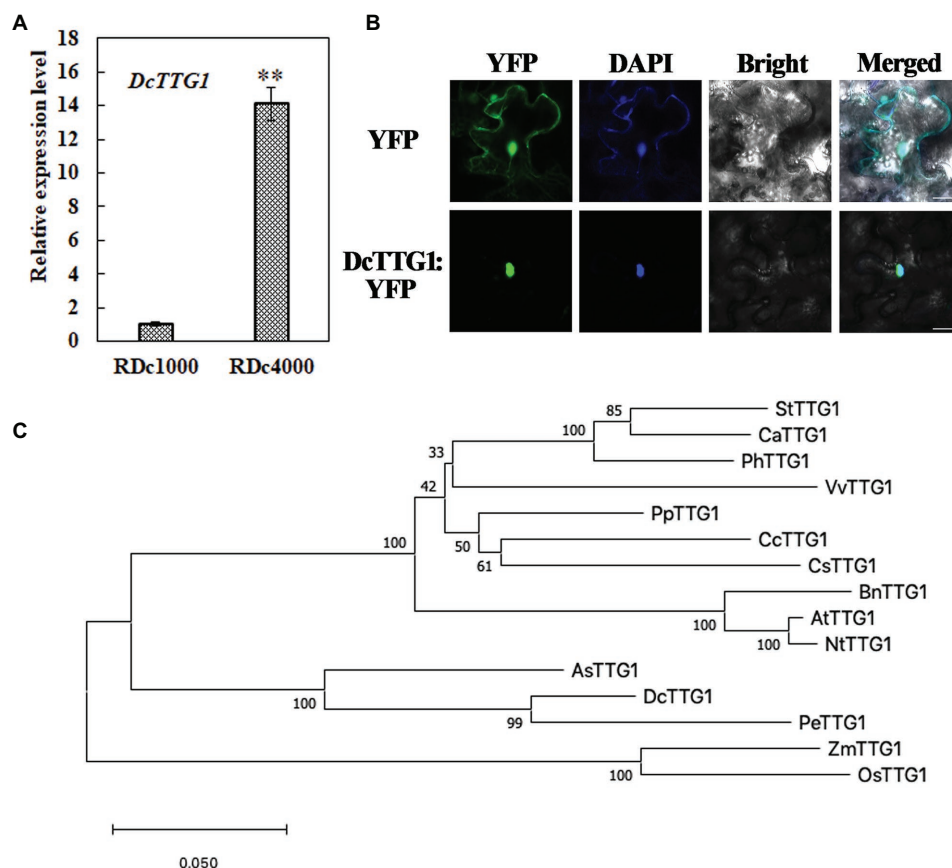 A
18
16
14
12
10
8
6
4
2
0
Relative expression level
DcTTG1
**
RDc1000 RDc4000
B
YFP DAPI Bright Merged
YFP
DcTTG1:
YFP
C
StTTG1
85
CaTTG1
100
PhTTG1
33
VvTTG1
42
PpTTG1
50
CcTTG1
61
CsTTG1
100
BnTTG1
100
AtTTG1
100
NtTTG1
AsTTG1
100
DcTTG1
99
PeTTG1
ZmTTG1
100
OsTTG1
0.050